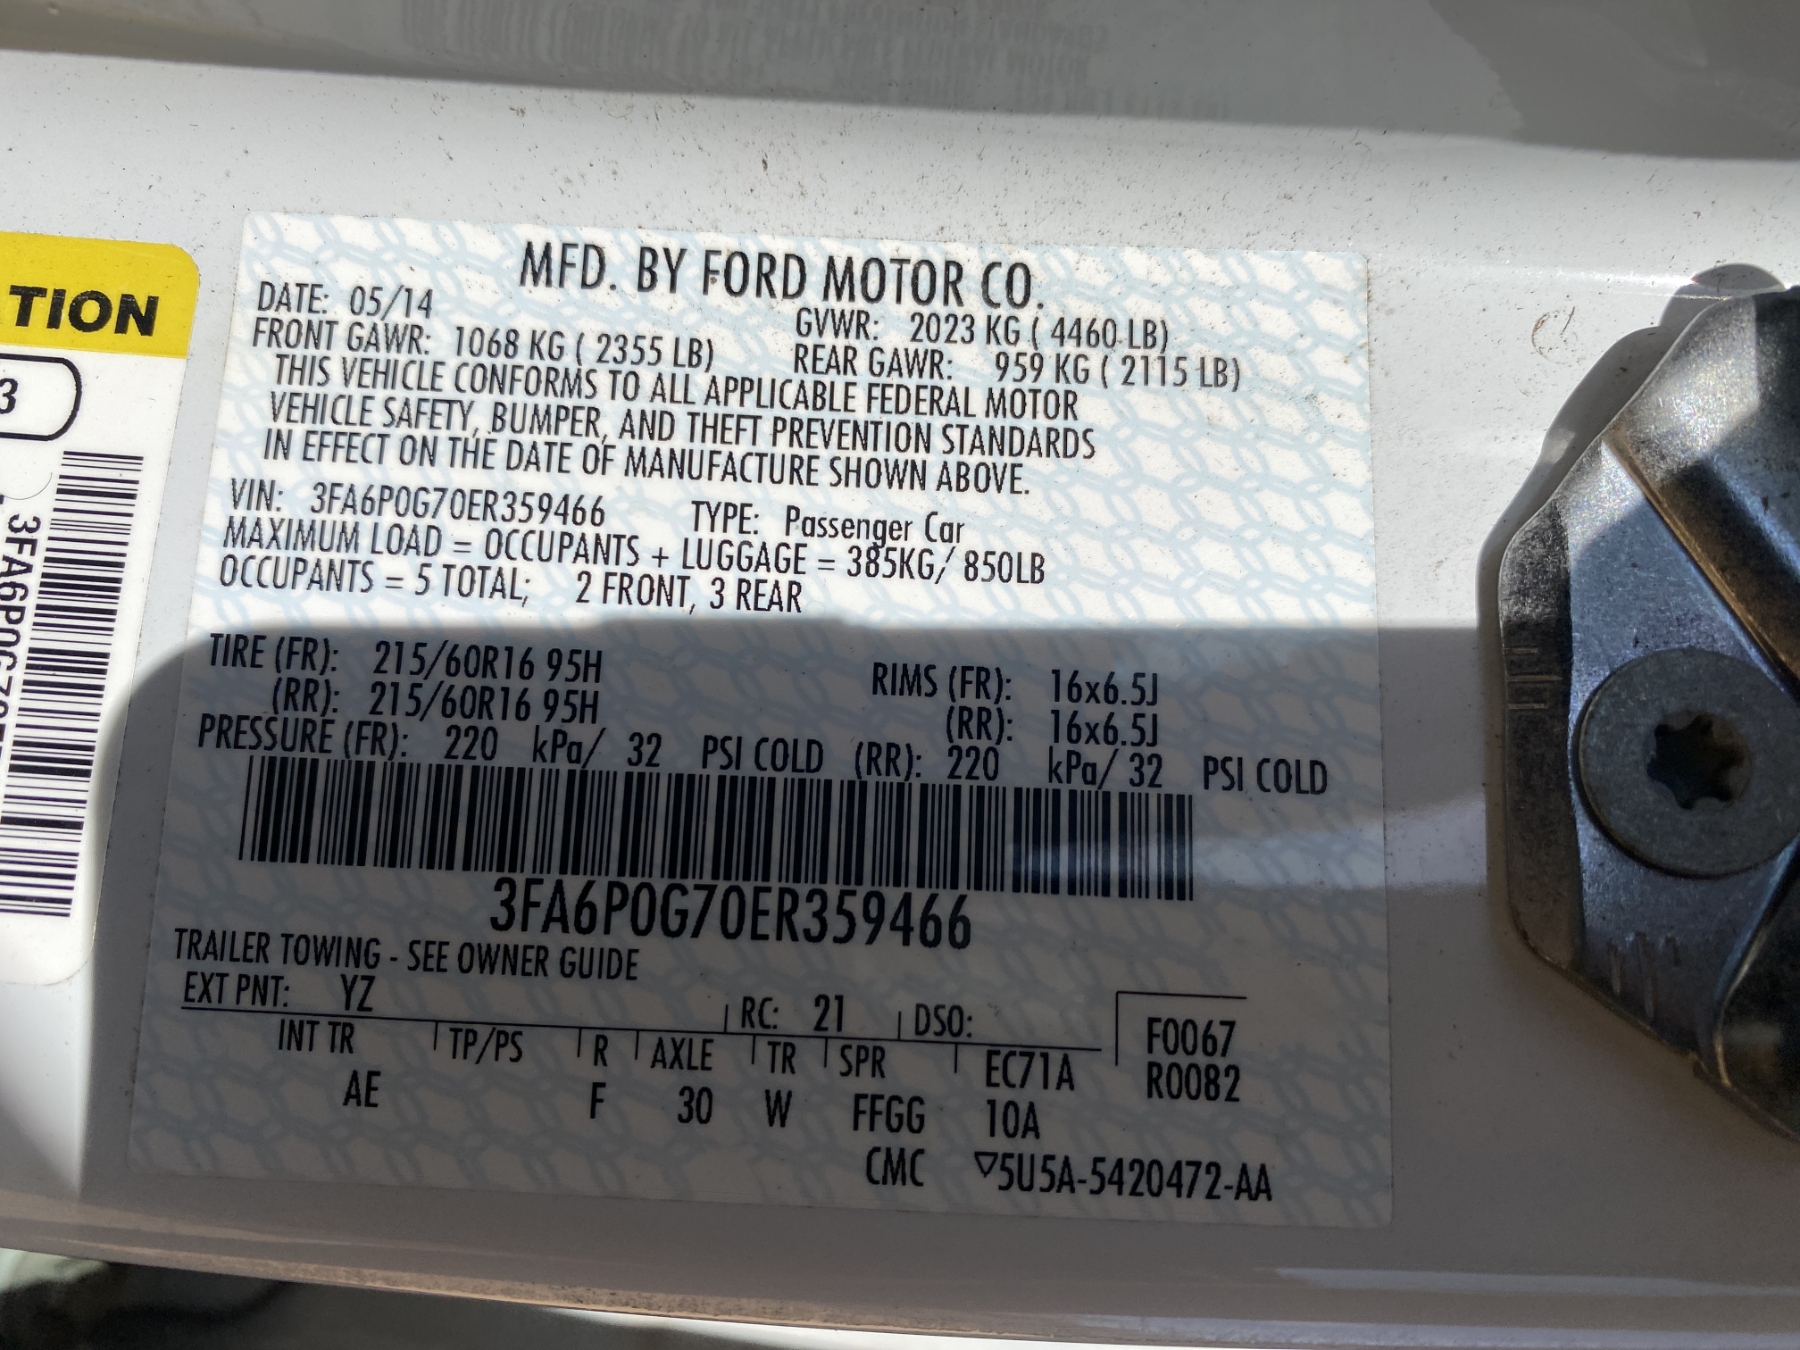 TION
3
3FA6P0G70E
MFD. BY FORD MOTOR CO.
DATE: 05/14
GVWR: 2023 KG ( 4460 LB)
FRONT GAWR: 1068 KG ( 2355 LB)
REAR GAWR: 959 KG ( 2115 LB)
THIS VEHICLE CONFORMS TO ALL APPLICABLE FEDERAL MOTOR
VEHICLE SAFETY, BUMPER, AND THEFT PREVENTION STANDARDS
IN EFFECT ON THE DATE OF MANUFACTURE SHOWN ABOVE.
VIN: 3FA6P0G70ER359466 TYPE: Passenger Car
MAXIMUM LOAD = OCCUPANTS + LUGGAGE = 385KG/ 850LB
OCCUPANTS = 5 TOTAL; 2 FRONT, 3 REAR
TIRE (FR): 215/60R16 95H RIMS (FR): 16x6.5J
(RR): 215/60R16 95H (RR): 16x6.5J
PRESSURE (FR): 220 kPa/ 32 PSI COLD (RR): 220 kPa/ 32 PSI COLD
3FA6P0G70ER359466
TRAILER TOWING - SEE OWNER GUIDE
EXT PNT: YZ RC: 21 DSO: F0067
INT TR TP/PS R AXLE TR SPR EC71A R0082
AE F 30 W FFGG 10A
CMC ▽5U5A-5420472-AA